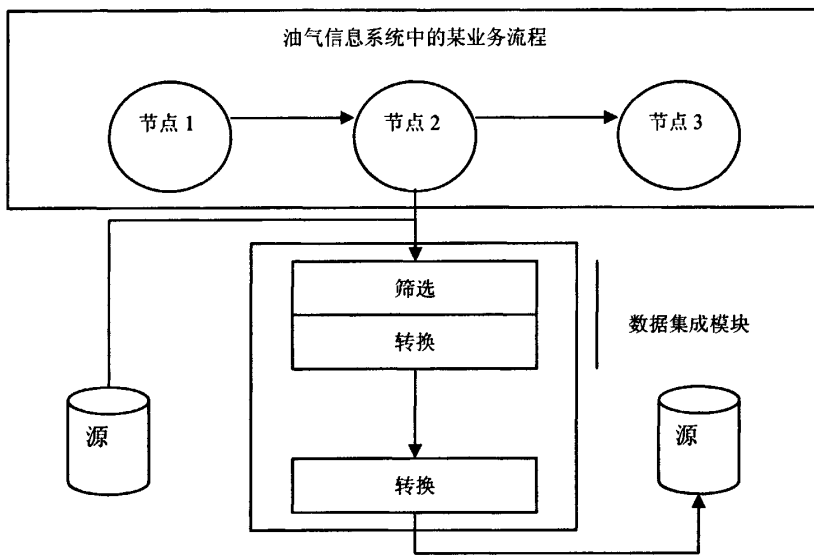 油气信息系统中的某业务流程
节点 1
节点 2
节点 3
筛选
转换
数据集成模块
源
源
转换